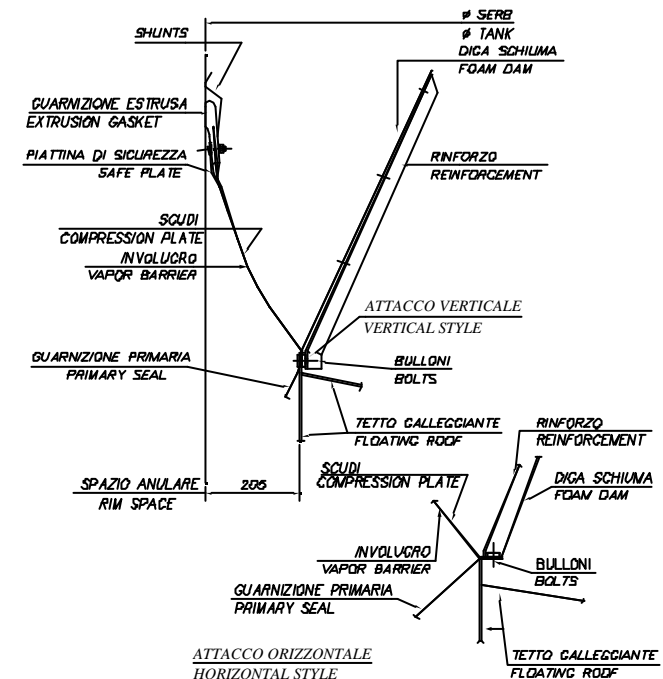 Ø SERB
Ø TANK
SHUNTS
DIGA SCHIUMA
FOAM DAM
GUARNIZIONE ESTRUSA
EXTRUSION GASKET
PIATTINA DI SICUREZZA
SAFE PLATE
RINFORZO
REINFORCEMENT
SCUDI
COMPRESSION PLATE
INVOLUCRO
VAPOR BARRIER
ATTACCO VERTICALE
VERTICAL STYLE
GUARNIZIONE PRIMARIA
PRIMARY SEAL
BULLONI
BOLTS
TETTO GALLEGGIANTE
FLOATING ROOF
SPAZIO ANULARE
RIM SPACE
205
RINFORZO
REINFORCEMENT
SCUDI
COMPRESSION PLATE
DIGA SCHIUMA
FOAM DAM
INVOLUCRO
VAPOR BARRIER
BULLONI
BOLTS
GUARNIZIONE PRIMARIA
PRIMARY SEAL
TETTO GALLEGGIANTE
FLOATING ROOF
ATTACCO ORIZZONTALE
HORIZONTAL STYLE